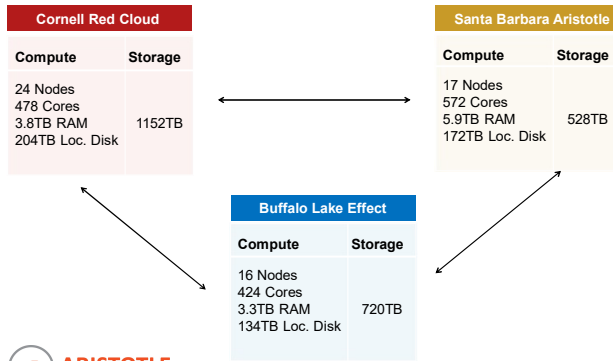 Cornell Red Cloud
Compute Storage
24 Nodes
478 Cores
3.8TB RAM
204TB Loc. Disk
1152TB
Santa Barbara Aristotle
Compute Storage
17 Nodes
572 Cores
5.9TB RAM
172TB Loc. Disk
528TB
Buffalo Lake Effect
Compute Storage
16 Nodes
424 Cores
3.3TB RAM
134TB Loc. Disk
720TB
ARISTOTLE